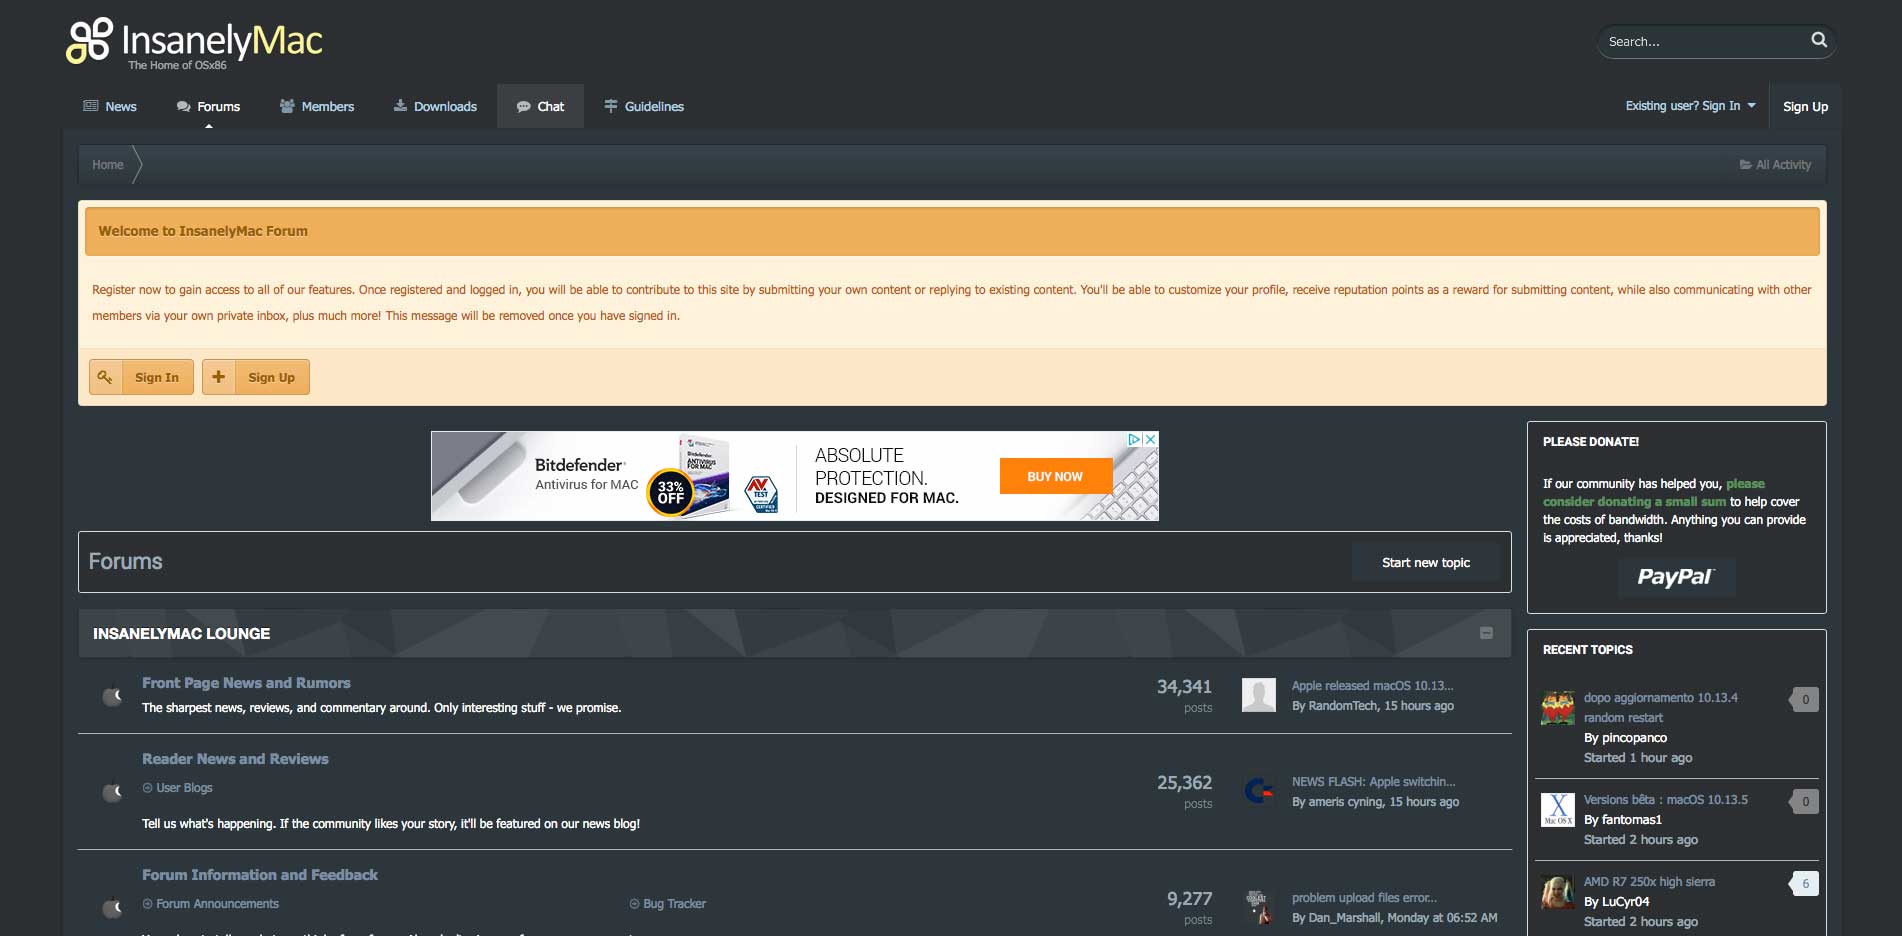 InsanelyMac
The Home of OSx86
Search...
News
Forums
Members
Downloads
Chat
Guidelines
Existing user? Sign In
Sign Up
Home
All Activity
Welcome to InsanelyMac Forum
Register now to gain access to all of our features. Once registered and logged in, you will be able to contribute to this site by submitting your own content or replying to existing content. You'll be able to customize your profile, receive reputation points as a reward for submitting content, while also communicating with other
members via your own private inbox, plus much more! This message will be removed once you have signed in.
Sign In
Sign Up
Bitdefender
Antivirus for MAC
33%
OFF
ANTIVIRUS
FOR MAC
AV
TEST
ABSOLUTE
PROTECTION.
DESIGNED FOR MAC.
BUY NOW
Forums
Start new topic
INSANELYMAC LOUNGE
Front Page News and Rumors
The sharpest news, reviews, and commentary around. Only interesting stuff - we promise.
34,341
posts
Apple released macOS 10.13...
By RandomTech, 15 hours ago
Reader News and Reviews
User Blogs
Tell us what's happening. If the community likes your story, it'll be featured on our news blog!
25,362
posts
NEWS FLASH: Apple switchin...
By ameris cyning, 15 hours ago
Forum Information and Feedback
Forum Announcements
Bug Tracker
9,277
posts
problem upload files error...
By Dan_Marshall, Monday at 06:52 AM
PLEASE DONATE!
If our community has helped you, please
consider donating a small sum to help cover
the costs of bandwidth. Anything you can provide
is appreciated, thanks!
PayPal
RECENT TOPICS
dopo aggiornamento 10.13.4
random restart
By pincopanco
Started 1 hour ago
0
X
Mac OS X
Versions bêta : macOS 10.13.5
By fantomas1
Started 2 hours ago
0
AMD R7 250x high sierra
By LuCyr04
Started 2 hours ago
6